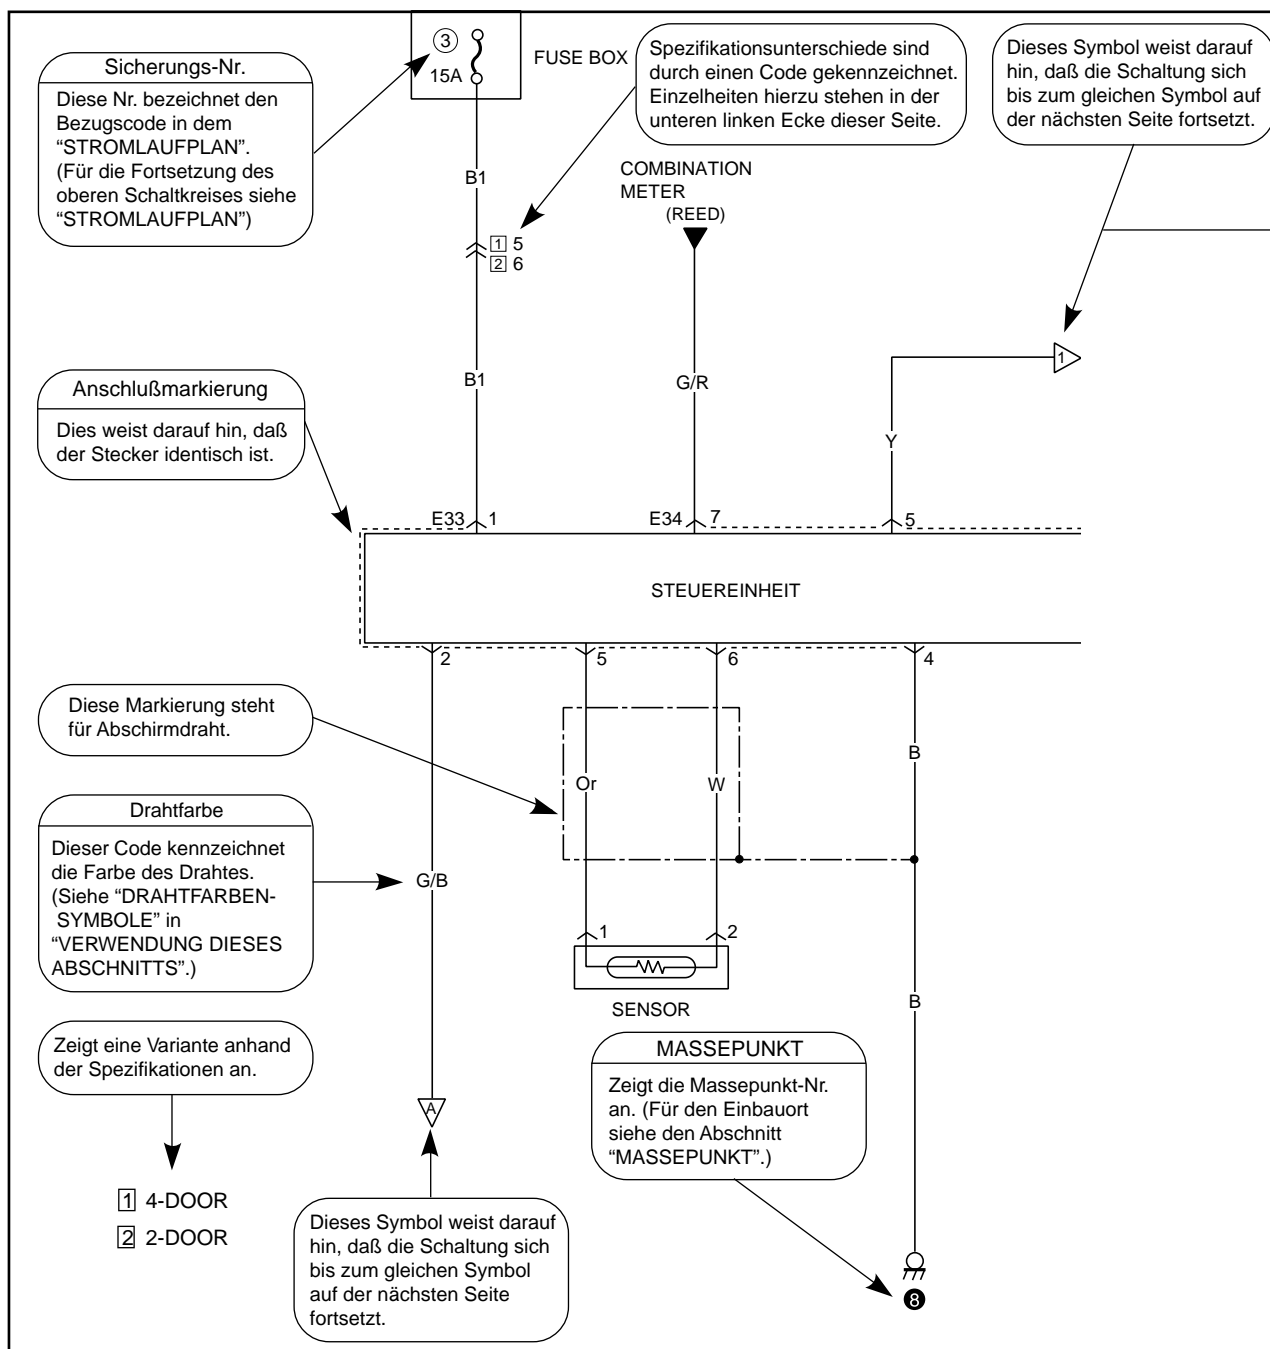 Sicherungs-Nr.
Diese Nr. bezeichnet den
Bezugscode in dem
“STROMLAUFPLAN”.
(Für die Fortsetzung des
oberen Schaltkreises siehe
“STROMLAUFPLAN”)
3
15A
FUSE BOX
Spezifikationsunterschiede sind
durch einen Code gekennzeichnet.
Einzelheiten hierzu stehen in der
unteren linken Ecke dieser Seite.
Dieses Symbol weist darauf
hin, daß die Schaltung sich
bis zum gleichen Symbol auf
der nächsten Seite fortsetzt.
B1
COMBINATION
METER
(REED)
1 5
2 6
1
B1
G/R
Y
Anschlußmarkierung
Dies weist darauf hin, daß
der Stecker identisch ist.
E33 1
E34 7
5
STEUEREINHEIT
2
5
6
4
Diese Markierung steht
für Abschirmdraht.
Or
W
B
Drahtfarbe
Dieser Code kennzeichnet
die Farbe des Drahtes.
(Siehe “DRAHTFARBEN-
SYMBOLE” in
“VERWENDUNG DIESES
ABSCHNITTS”.)
G/B
1
2
SENSOR
B
Zeigt eine Variante anhand
der Spezifikationen an.
A
1 4-DOOR
2 2-DOOR
Dieses Symbol weist darauf
hin, daß die Schaltung sich
bis zum gleichen Symbol
auf der nächsten Seite
fortsetzt.
MASSEPUNKT
Zeigt die Massepunkt-Nr.
an. (Für den Einbauort
siehe den Abschnitt
“MASSEPUNKT”.)
8